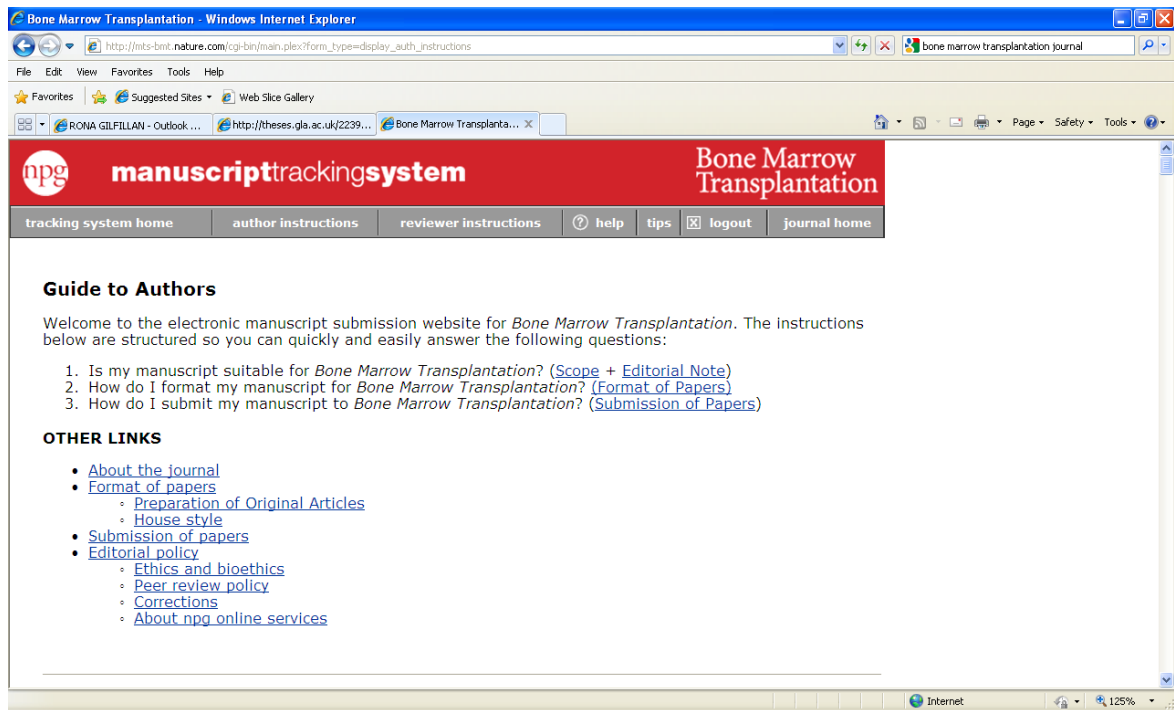 Bone Marrow Transplantation - Windows Internet Explorer
http://mts-bmt.nature.com/cgi-bin/main.plex?form_type=display_auth_instructions
bone marrow transplantation journal
File Edit View Favorites Tools Help
Favorites Suggested Sites Web Slice Gallery
RONA GILFILLAN - Outlook ... http://theses.gla.ac.uk/2239... Bone Marrow Transplanta... X Page Safety Tools
npg manuscripttrackingsystem Bone Marrow
Transplantation
tracking system home author instructions reviewer instructions ? help tips X logout journal home
Guide to Authors
Welcome to the electronic manuscript submission website for Bone Marrow Transplantation. The instructions
below are structured so you can quickly and easily answer the following questions:
1. Is my manuscript suitable for Bone Marrow Transplantation? (Scope + Editorial Note)
2. How do I format my manuscript for Bone Marrow Transplantation? (Format of Papers)
3. How do I submit my manuscript to Bone Marrow Transplantation? (Submission of Papers)
OTHER LINKS
• About the journal
• Format of papers
◦ Preparation of Original Articles
◦ House style
• Submission of papers
• Editorial policy
◦ Ethics and bioethics
◦ Peer review policy
◦ Corrections
◦ About npg online services
Internet 125%